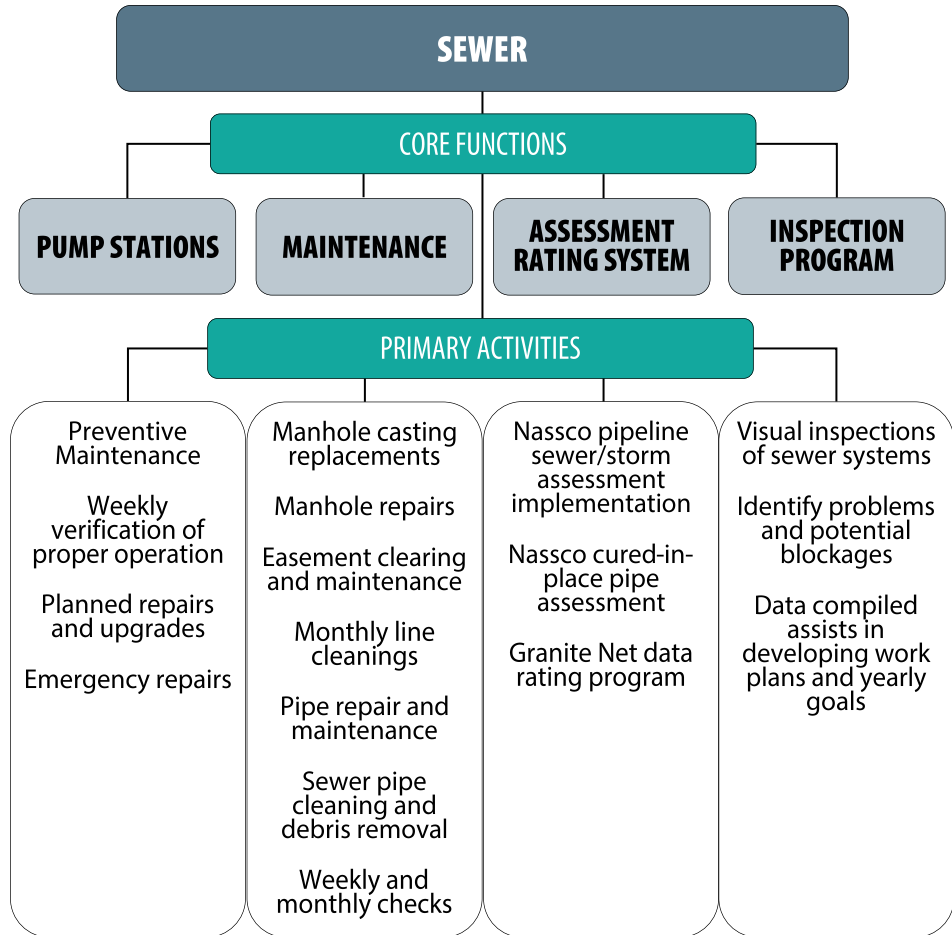 SEWER
CORE FUNCTIONS
PUMP STATIONS
MAINTENANCE
ASSESSMENT
RATING SYSTEM
INSPECTION
PROGRAM
PRIMARY ACTIVITIES
Preventive
Maintenance
Weekly
verification of
proper operation
Planned repairs
and upgrades
Emergency repairs
Manhole casting
replacements
Manhole repairs
Easement clearing
and maintenance
Monthly line
cleanings
Pipe repair and
maintenance
Sewer pipe
cleaning and
debris removal
Weekly and
monthly checks
Nassco pipeline
sewer/storm
assessment
implementation
Nassco cured-in-
place pipe
assessment
Granite Net data
rating program
Visual inspections
of sewer systems
Identify problems
and potential
blockages
Data compiled
assists in
developing work
plans and yearly
goals